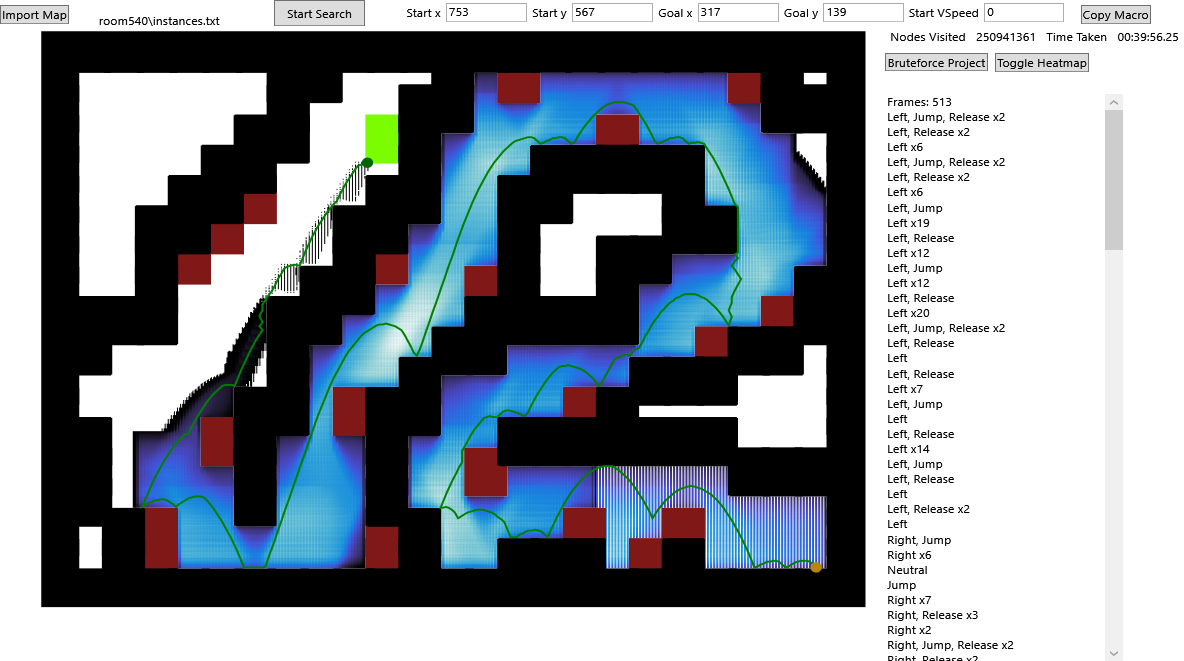 Import Map
room540\instances.txt
Start Search
Start x 753 Start y 567 Goal x 317 Goal y 139 Start VSpeed 0
Copy Macro
Nodes Visited 250941361 Time Taken 00:39:56.25
Bruteforce Project Toggle Heatmap
Frames: 513
Left, Jump, Release x2
Left, Release x2
Left x6
Left, Jump, Release x2
Left, Release x2
Left x6
Left, Jump
Left x19
Left, Release
Left x12
Left, Jump
Left x12
Left, Release
Left x20
Left, Jump, Release x2
Left, Release
Left
Left, Release
Left x7
Left, Jump
Left
Left, Release
Left x14
Left, Jump
Left, Release
Left
Left, Release x2
Left
Right, Jump
Right x6
Neutral
Jump
Right x7
Right, Release x3
Right x2
Right, Jump, Release x2
Right, Release x2